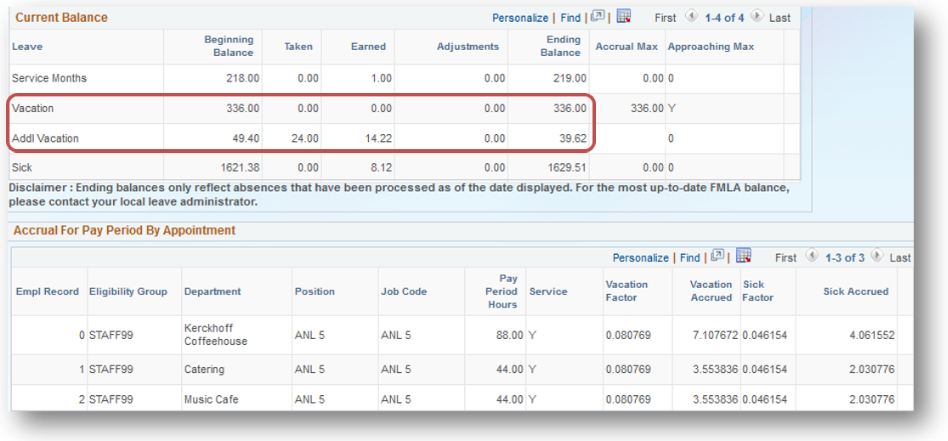 Current Balance Personalize | Find | First 1-4 of 4 Last
Leave Beginning Balance Taken Earned Adjustments Ending Balance Accrual Max Approaching Max
Service Months 218.00 0.00 1.00 0.00 219.00 0.00 0
Vacation 336.00 0.00 0.00 0.00 336.00 336.00 Y
Addl Vacation 49.40 24.00 14.22 0.00 39.62 0
Sick 1621.38 0.00 8.12 0.00 1629.51 0.00 0
Disclaimer : Ending balances only reflect absences that have been processed as of the date displayed. For the most up-to-date FMLA balance,
please contact your local leave administrator.
Accrual For Pay Period By Appointment
Personalize | Find | First 1-3 of 3 Last
Empl Record Eligibility Group Department Position Job Code Pay Period Hours Service Vacation Factor Vacation Accrued Sick Factor Sick Accrued
0 STAFF99 Kerckhoff Coffeehouse ANL 5 ANL 5 88.00 Y 0.080769 7.107672 0.046154 4.061552
1 STAFF99 Catering ANL 5 ANL 5 44.00 Y 0.080769 3.553836 0.046154 2.030776
2 STAFF99 Music Cafe ANL 5 ANL 5 44.00 Y 0.080769 3.553836 0.046154 2.030776